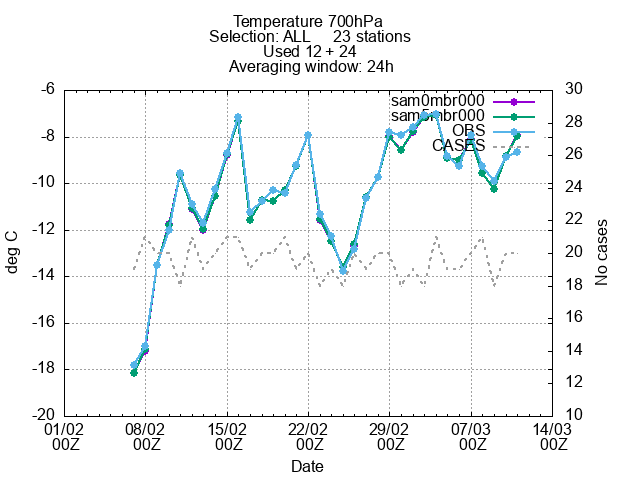 Temperature 700hPa
Selection: ALL 23 stations
Used 12 + 24
Averaging window: 24h
sam0mbr000
sam5mbr000
OBS
CASES
-6
-8
-10
-12
-14
-16
-18
-20
30
28
26
24
22
20
18
16
14
12
10
deg C
No cases
01/02 08/02 15/02 22/02 29/02 07/03 14/03
00Z 00Z 00Z 00Z 00Z 00Z 00Z
Date